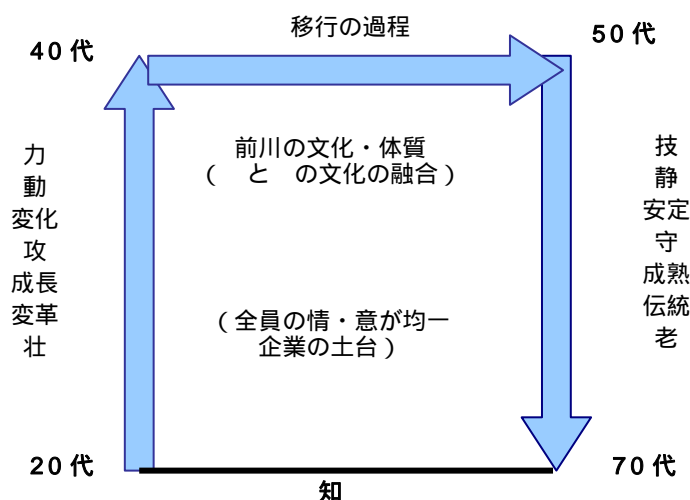 移行の過程
40代
50代
前川の文化・体質
(　と　の文化の融合)
力
動
変化
攻
成長
変革
壮
技
静
安定
守
成熟
伝統
老
(全員の情・意が均一
企業の土台)
20代
70代
知